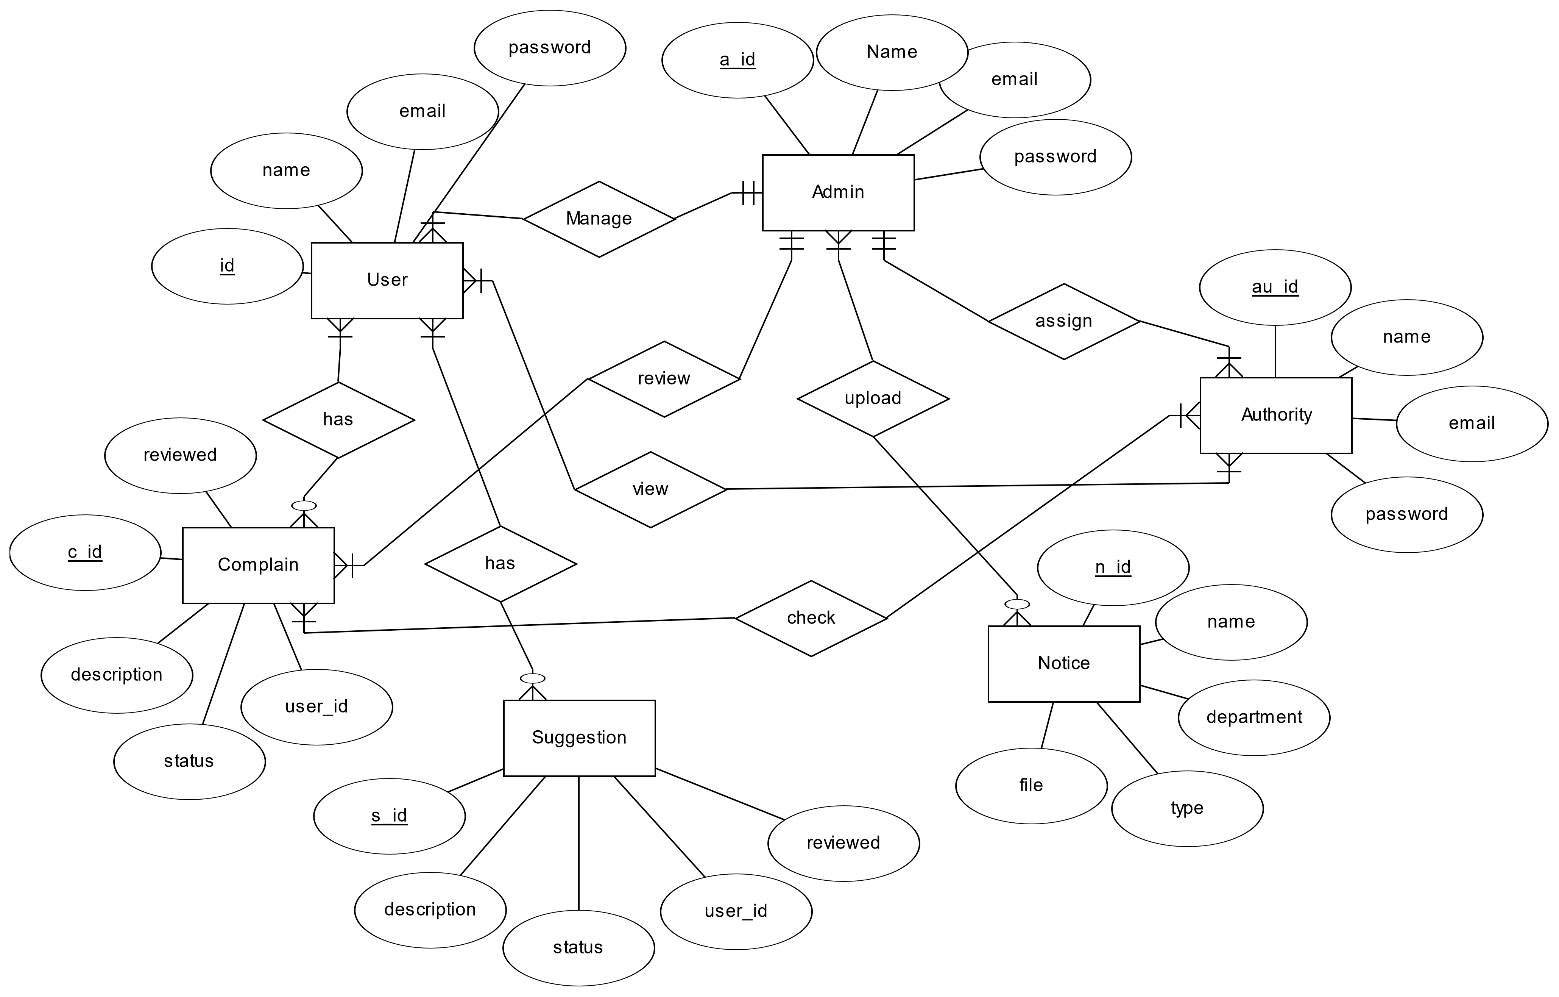 password
a_id
Name
email
email
password
name
Admin
Manage
id
User
au_id
assign
name
review
upload
has
Authority
email
reviewed
view
password
c_id
Complain
has
n_id
check
name
description
Notice
user_id
department
status
Suggestion
file
type
s_id
reviewed
description
user_id
status